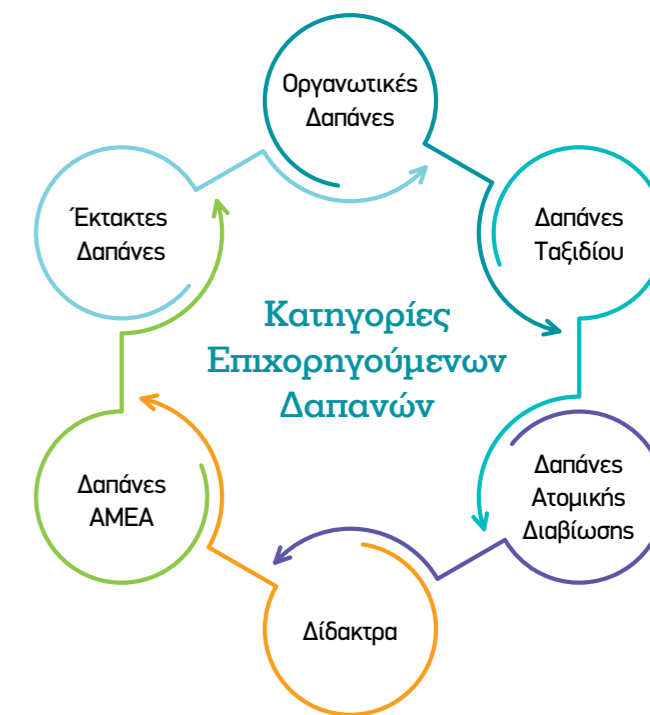 Οργανωτικές
Δαπάνες
Δαπάνες
Ταξιδίου
Δαπάνες
Ατομικής
Διαβίωσης
Δίδακτρα
Δαπάνες
ΑΜΕΑ
Έκτακτες
Δαπάνες
Κατηγορίες
Επιχορηγούμενων
Δαπανών